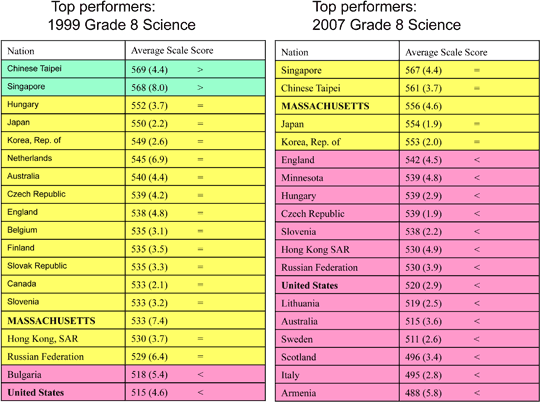 Top performers:
1999 Grade 8 Science
Nation Average Scale Score
Chinese Taipei 569 (4.4) >
Singapore 568 (8.0) >
Hungary 552 (3.7) =
Japan 550 (2.2) =
Korea, Rep. of 549 (2.6) =
Netherlands 545 (6.9) =
Australia 540 (4.4) =
Czech Republic 539 (4.2) =
England 538 (4.8) =
Belgium 535 (3.1) =
Finland 535 (3.5) =
Slovak Republic 535 (3.3) =
Canada 533 (2.1) =
Slovenia 533 (3.2) =
MASSACHUSETTS 533 (7.4)
Hong Kong, SAR 530 (3.7) =
Russian Federation 529 (6.4) =
Bulgaria 518 (5.4) <
United States 515 (4.6) <
Top performers:
2007 Grade 8 Science
Nation Average Scale Score
Singapore 567 (4.4) =
Chinese Taipei 561 (3.7) =
MASSACHUSETTS 556 (4.6)
Japan 554 (1.9) =
Korea, Rep. of 553 (2.0) =
England 542 (4.5) <
Minnesota 539 (4.8) <
Hungary 539 (2.9) <
Czech Republic 539 (1.9) <
Slovenia 538 (2.2) <
Hong Kong SAR 530 (4.9) <
Russian Federation 530 (3.9) <
United States 520 (2.9) <
Lithuania 519 (2.5) <
Australia 515 (3.6) <
Sweden 511 (2.6) <
Scotland 496 (3.4) <
Italy 495 (2.8) <
Armenia 488 (5.8) <